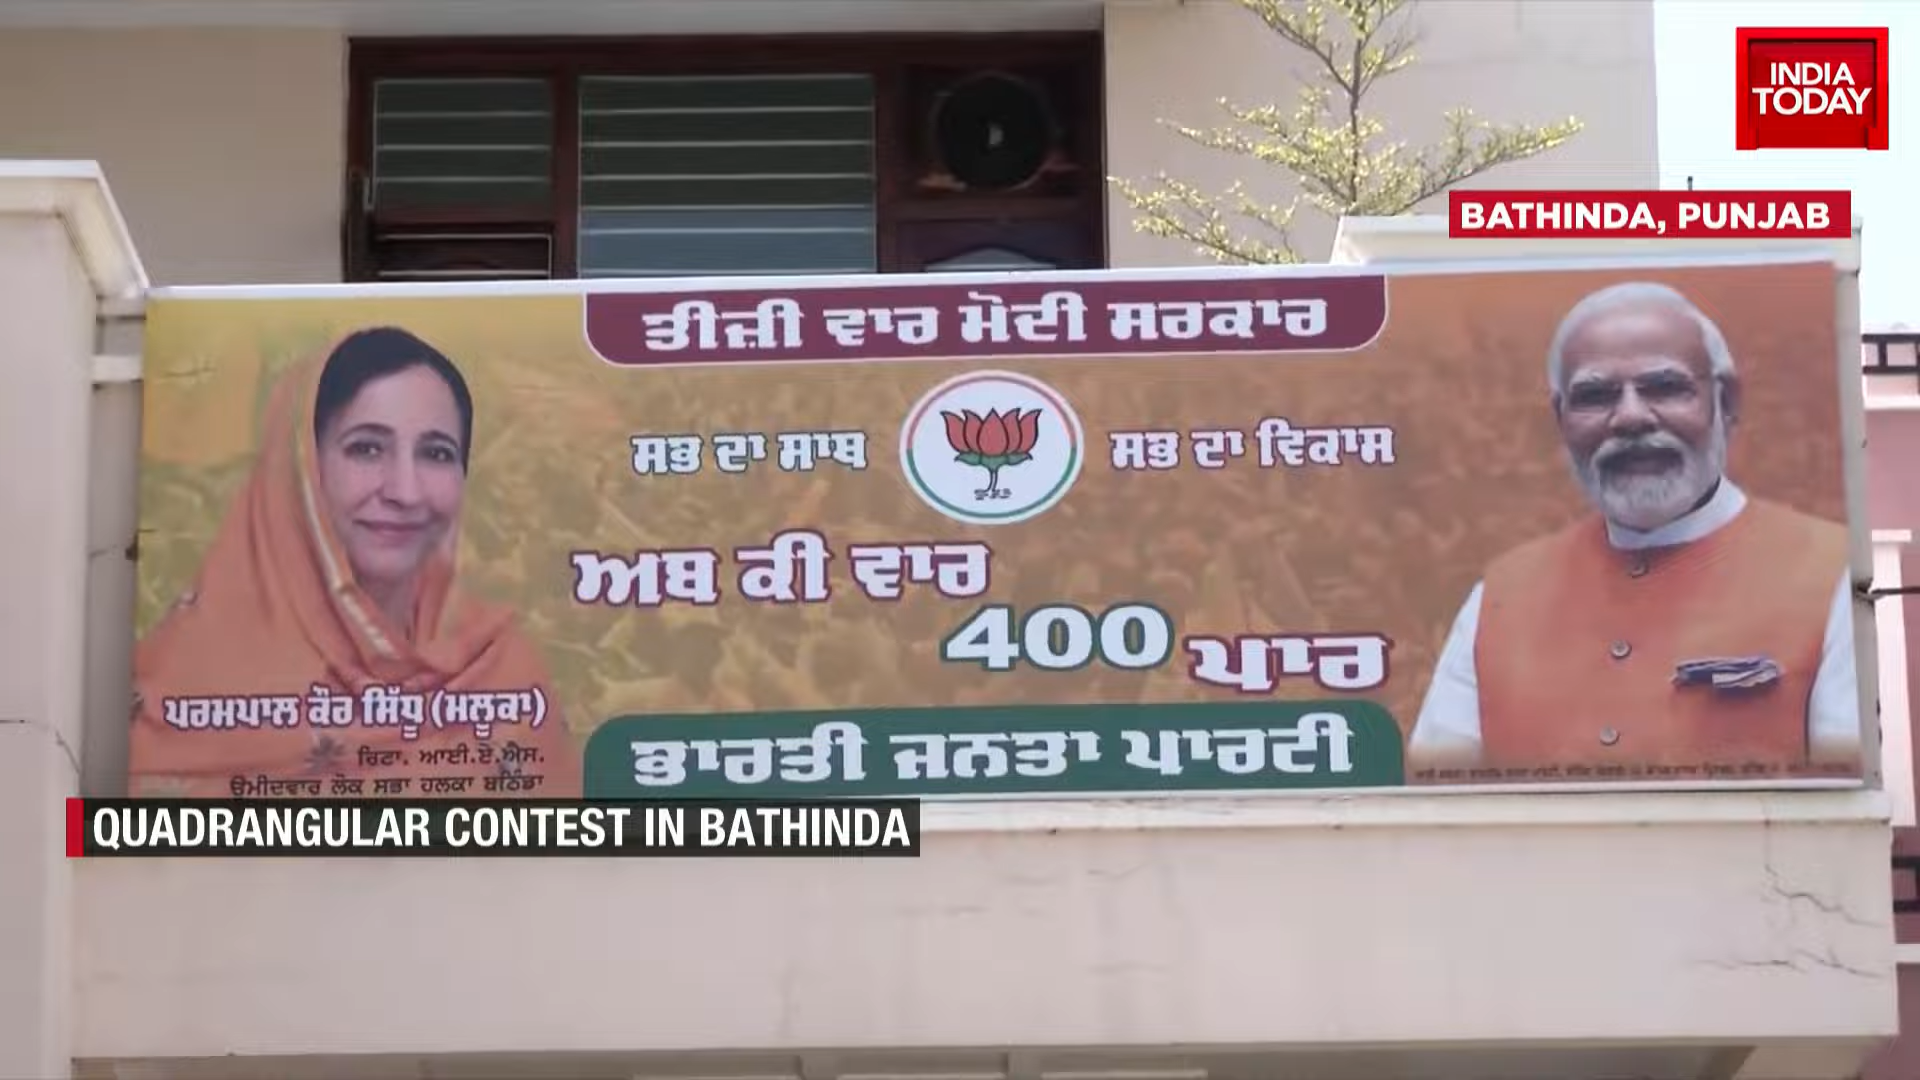 INDIA
TODAY
BATHINDA, PUNJAB
ਤੀਜ਼ੀ ਵਾਰ ਮੋਦੀ ਸਰਕਾਰ
ਸਭ ਦਾ ਸਾਥ
ਸਭ ਦਾ ਵਿਕਾਸ
ਅਬ ਕੀ ਵਾਰ
400 ਪਾਰ
ਪਰਮਪਾਲ ਕੌਰ ਸਿੱਧੂ (ਮਲੂਕਾ)
ਰਿਟਾ. ਆਈ.ਏ.ਐਸ.
ਉਮੀਦਵਾਰ ਲੋਕ ਸਭਾ ਹਲਕਾ ਬਠਿੰਡਾ
ਭਾਰਤੀ ਜਨਤਾ ਪਾਰਟੀ
QUADRANGULAR CONTEST IN BATHINDA